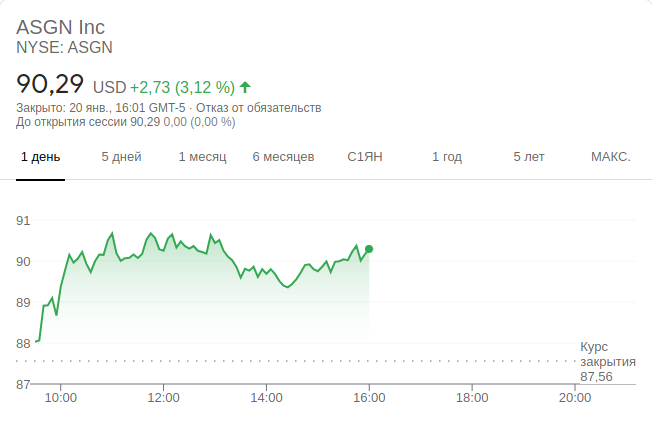 ASGN Inc
NYSE: ASGN
90,29 USD +2,73 (3,12 %)
Закрыто: 20 янв., 16:01 GMT-5 · Отказ от обязательств
До открытия сессии 90,29 0,00 (0,00 %)
1 день 5 дней 1 месяц 6 месяцев С1ЯН 1 год 5 лет МАКС.
91
90
89
88
Курс
закрытия
87,56
87
10:00 12:00 14:00 16:00 18:00 20:00